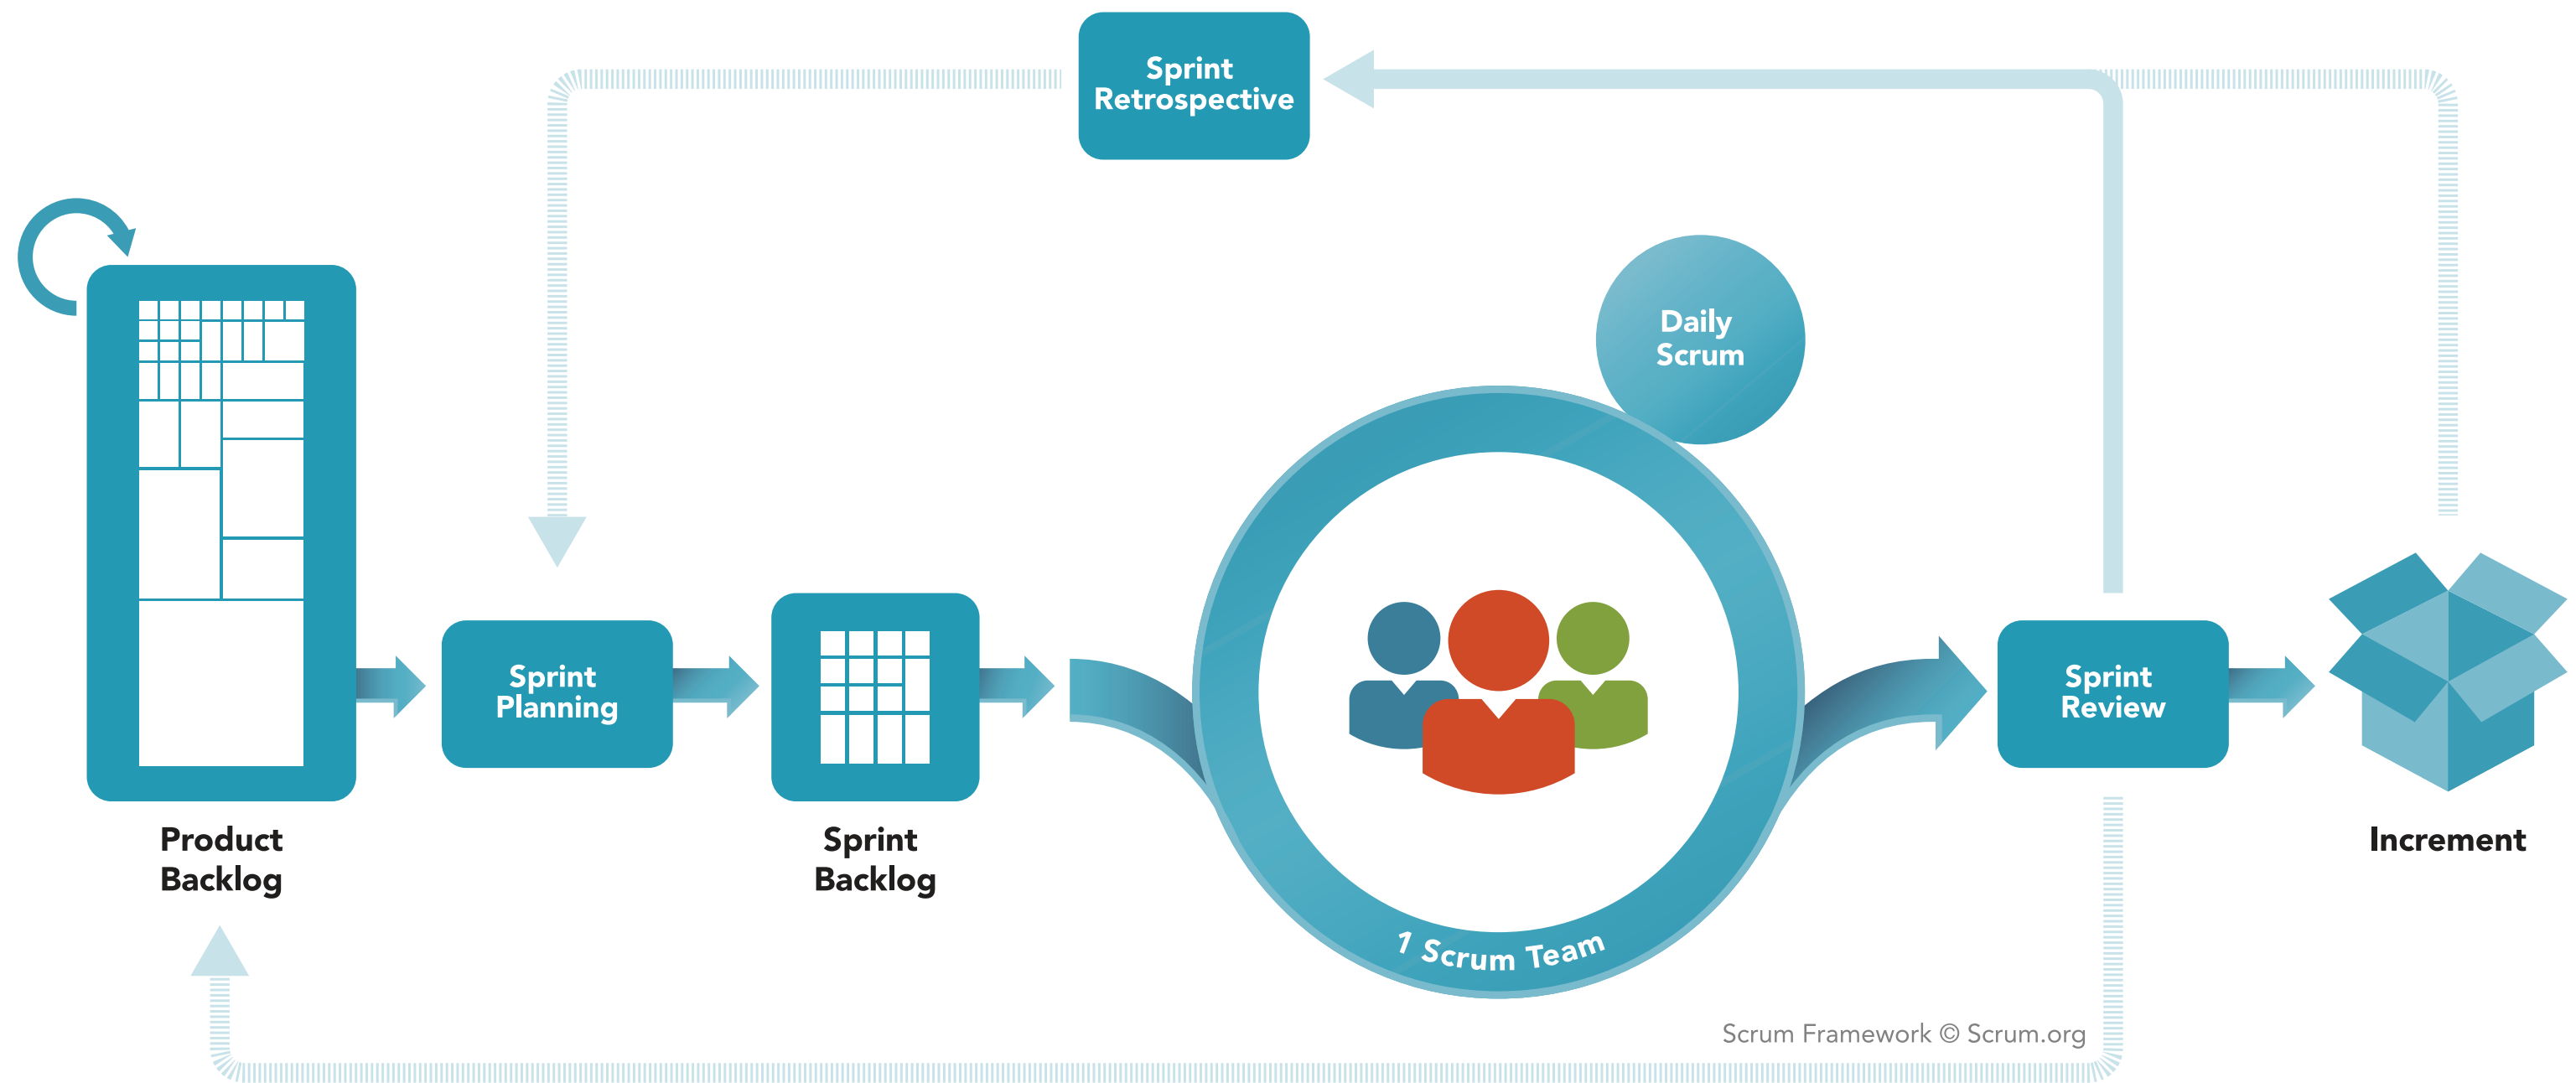 Sprint
Retrospective
Daily
Scrum
Sprint
Planning
Sprint
Review
Product
Backlog
Sprint
Backlog
1 Scrum Team
Increment
Scrum Framework © Scrum.org